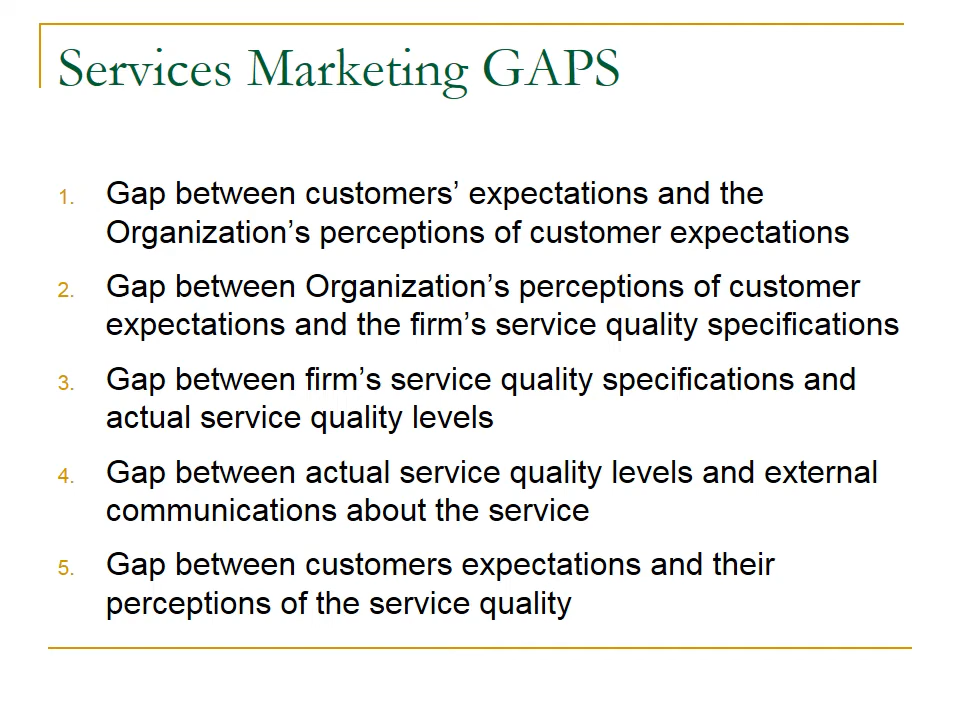 Services Marketing GAPS
1. Gap between customers’ expectations and the
Organization’s perceptions of customer expectations
2. Gap between Organization’s perceptions of customer
expectations and the firm’s service quality specifications
3. Gap between firm’s service quality specifications and
actual service quality levels
4. Gap between actual service quality levels and external
communications about the service
5. Gap between customers expectations and their
perceptions of the service quality